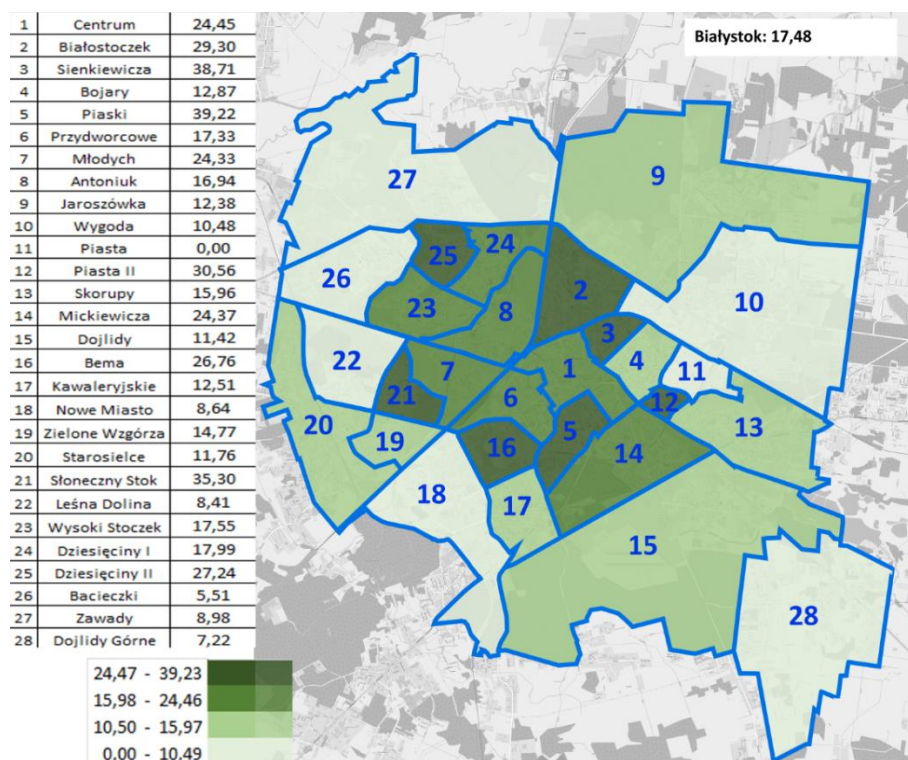 1 Centrum 24,45
2 Białostoczek 29,30
3 Sienkiewicza 38,71
4 Bojary 12,87
5 Piaski 39,22
6 Przydworcowe 17,33
7 Młodych 24,33
8 Antoniuk 16,94
9 Jaroszówka 12,38
10 Wygoda 10,48
11 Piasta 0,00
12 Piasta II 30,56
13 Skorupy 15,96
14 Mickiewicza 24,37
15 Dojlidy 11,42
16 Bema 26,76
17 Kawaleryjskie 12,51
18 Nowe Miasto 8,64
19 Zielone Wzgórza 14,77
20 Starosielce 11,76
21 Słoneczny Stok 35,30
22 Leśna Dolina 8,41
23 Wysoki Stoczek 17,55
24 Dziesięciny I 17,99
25 Dziesięciny II 27,24
26 Bacieczki 5,51
27 Zawady 8,98
28 Dojlidy Górne 7,22
24,47 - 39,23
15,98 - 24,46
10,50 - 15,97
0,00 - 10,49
Białystok: 17,48
27
9
24
25
26
2
10
23
8
3
22
7
1
4
11
21
6
12
20
5
13
19
16
14
18
17
15
28